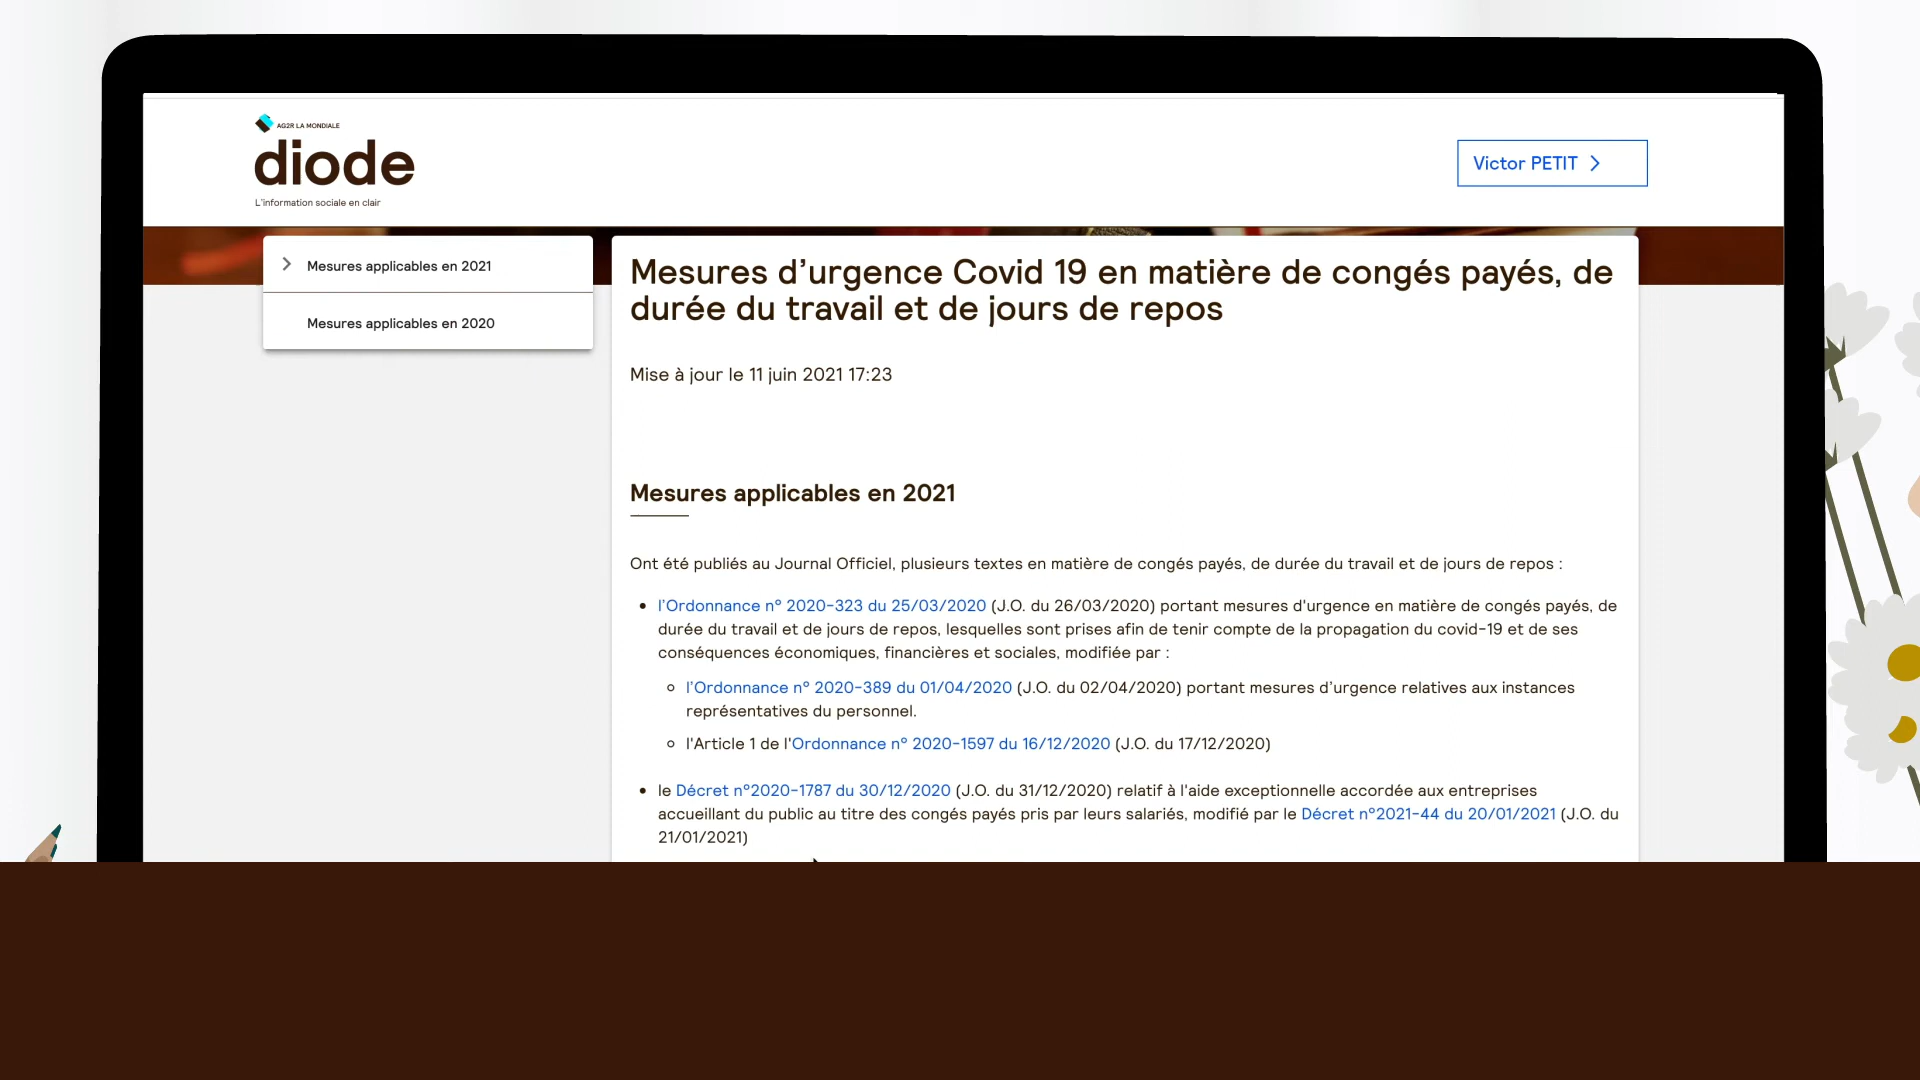 AG2R LA MONDIALE
diode
L'information sociale en clair
Victor PETIT
Mesures applicables en 2021
Mesures applicables en 2020
Mesures d’urgence Covid 19 en matière de congés payés, de
durée du travail et de jours de repos
Mise à jour le 11 juin 2021 17:23
Mesures applicables en 2021
Ont été publiés au Journal Officiel, plusieurs textes en matière de congés payés, de durée du travail et de jours de repos :
l’Ordonnance n° 2020-323 du 25/03/2020 (J.O. du 26/03/2020) portant mesures d'urgence en matière de congés payés, de
durée du travail et de jours de repos, lesquelles sont prises afin de tenir compte de la propagation du covid-19 et de ses
conséquences économiques, financières et sociales, modifiée par :
l’Ordonnance n° 2020-389 du 01/04/2020 (J.O. du 02/04/2020) portant mesures d’urgence relatives aux instances
représentatives du personnel.
l'Article 1 de l'Ordonnance n° 2020-1597 du 16/12/2020 (J.O. du 17/12/2020)
le Décret n°2020-1787 du 30/12/2020 (J.O. du 31/12/2020) relatif à l'aide exceptionnelle accordée aux entreprises
accueillant du public au titre des congés payés pris par leurs salariés, modifié par le Décret n°2021-44 du 20/01/2021 (J.O. du
21/01/2021)